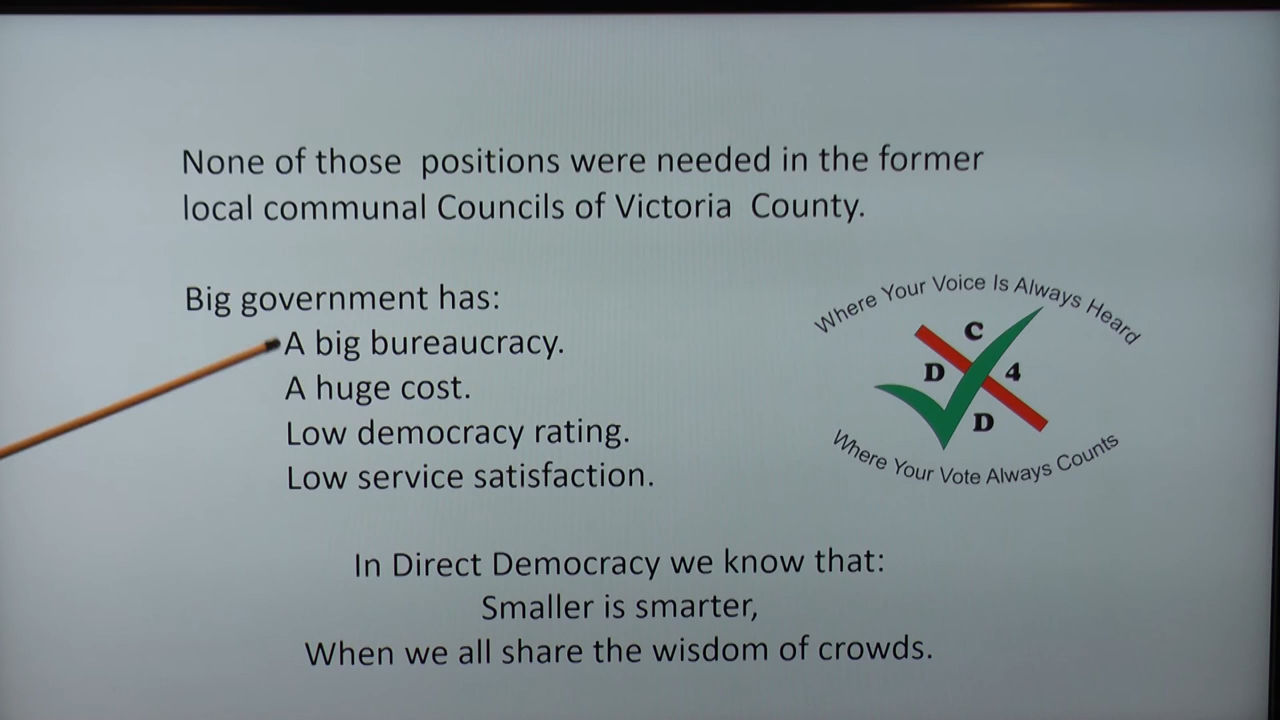 None of those positions were needed in the former
local communal Councils of Victoria County.
Big government has:
A big bureaucracy.
A huge cost.
Low democracy rating.
Low service satisfaction.
Where Your Voice Is Always Heard
C
D 4
D
Where Your Vote Always Counts
In Direct Democracy we know that:
Smaller is smarter,
When we all share the wisdom of crowds.